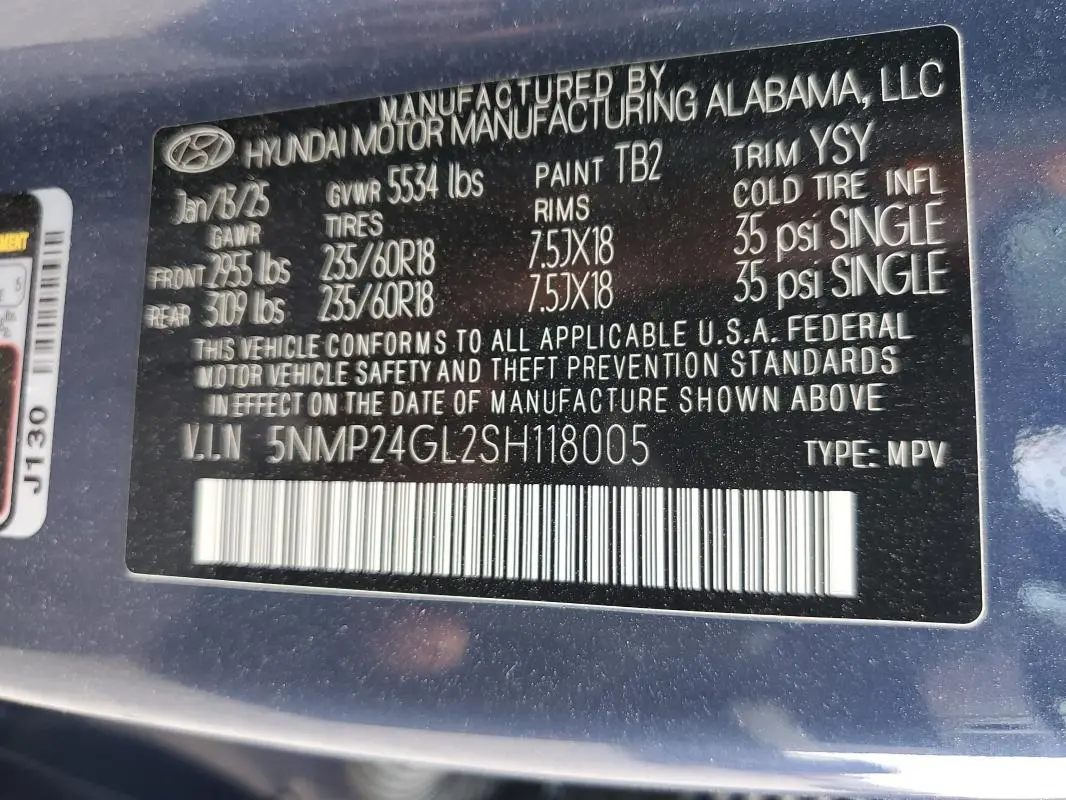 MANUFACTURED BY
HYUNDAI MOTOR MANUFACTURING ALABAMA, LLC
Jan/13/25 GVWR 5534 lbs PAINT TB2 TRIM YSY
GAWR TIRES RIMS COLD TIRE INFL
FRONT 2955 lbs 235/60R18 7.5JX18 35 psi SINGLE
REAR 3109 lbs 235/60R18 7.5JX18 35 psi SINGLE
THIS VEHICLE CONFORMS TO ALL APPLICABLE U.S.A. FEDERAL
MOTOR VEHICLE SAFETY AND THEFT PREVENTION STANDARDS
IN EFFECT ON THE DATE OF MANUFACTURE SHOWN ABOVE
V.I.N 5NMP24GL2SH118005 TYPE: MPV
J130
5